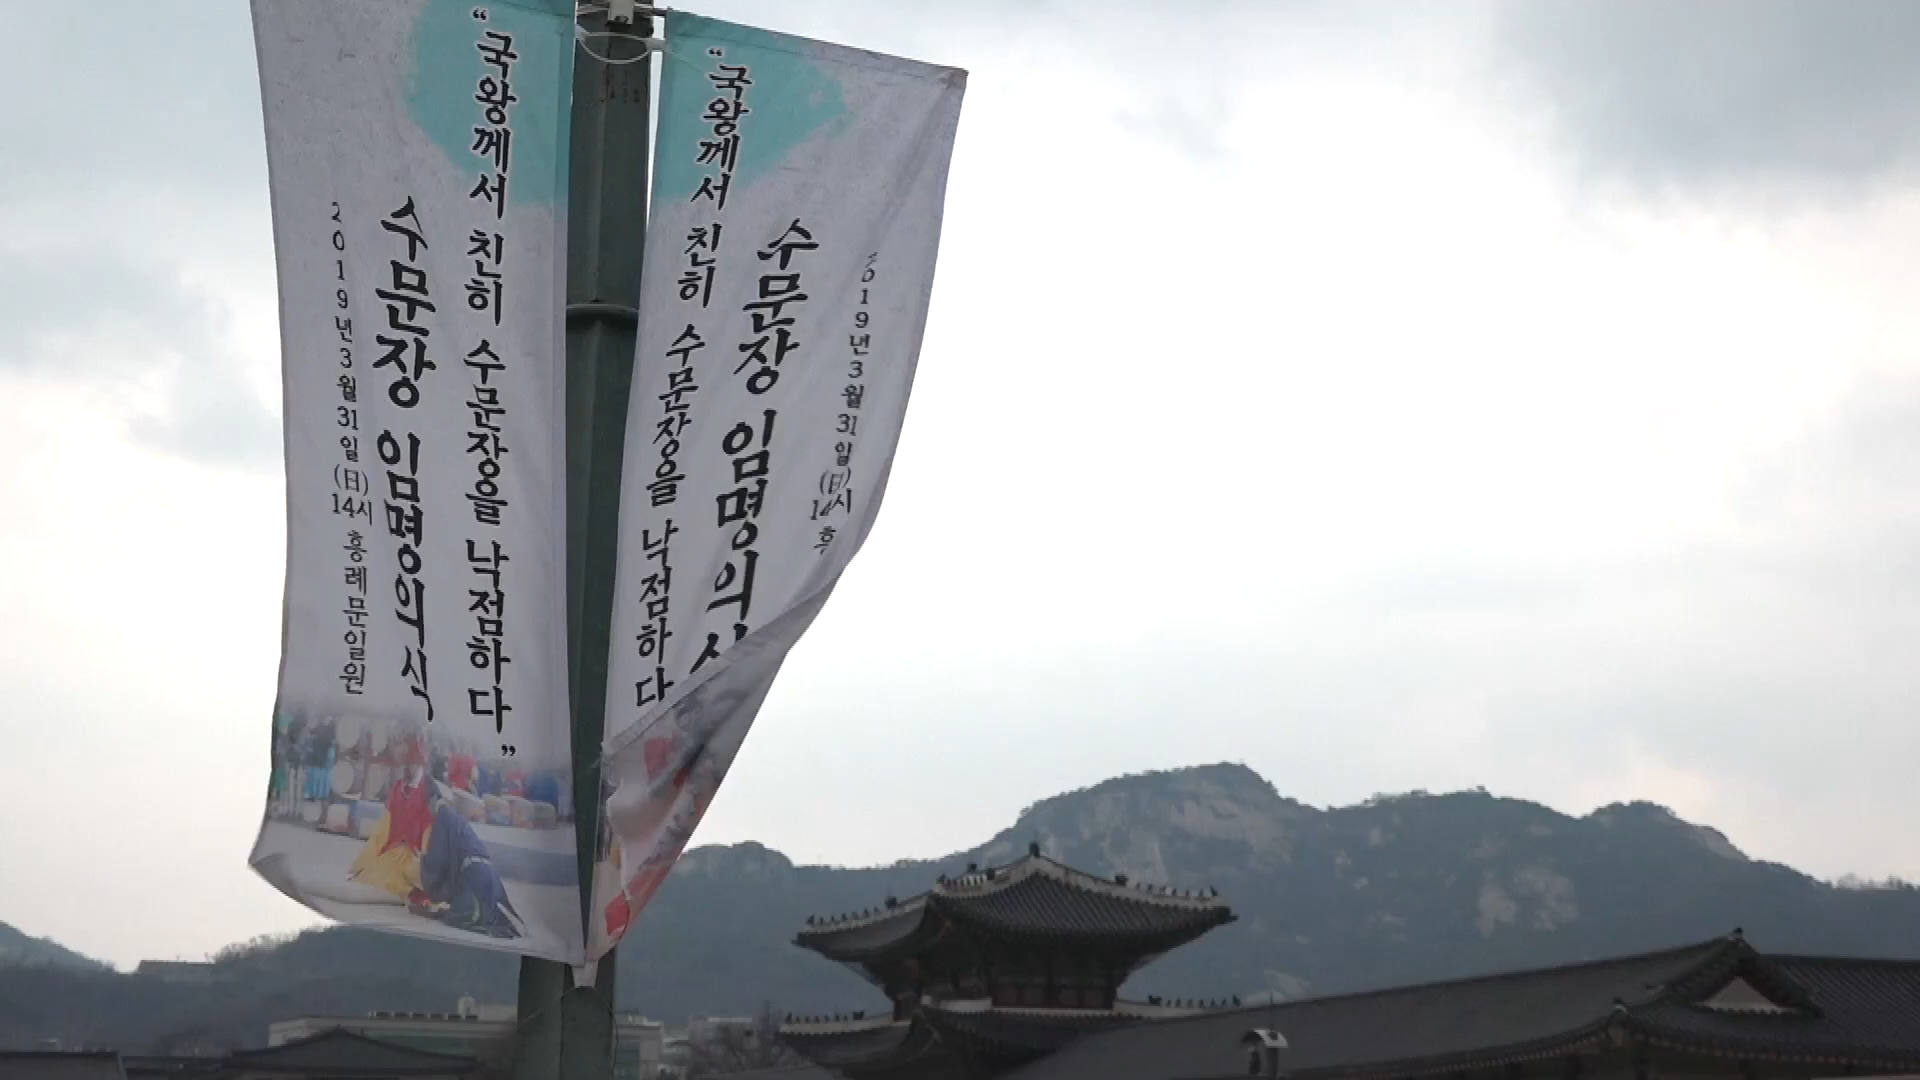 “국왕께서 친히 수문장을 낙점하다”
수문장 임명의식
2019년3월31일(日)
14시 흥례문일원
“국왕께서 친히 수문장을 낙점하다
수문장 임명의식
2019년3월31일(日)
14시 흥